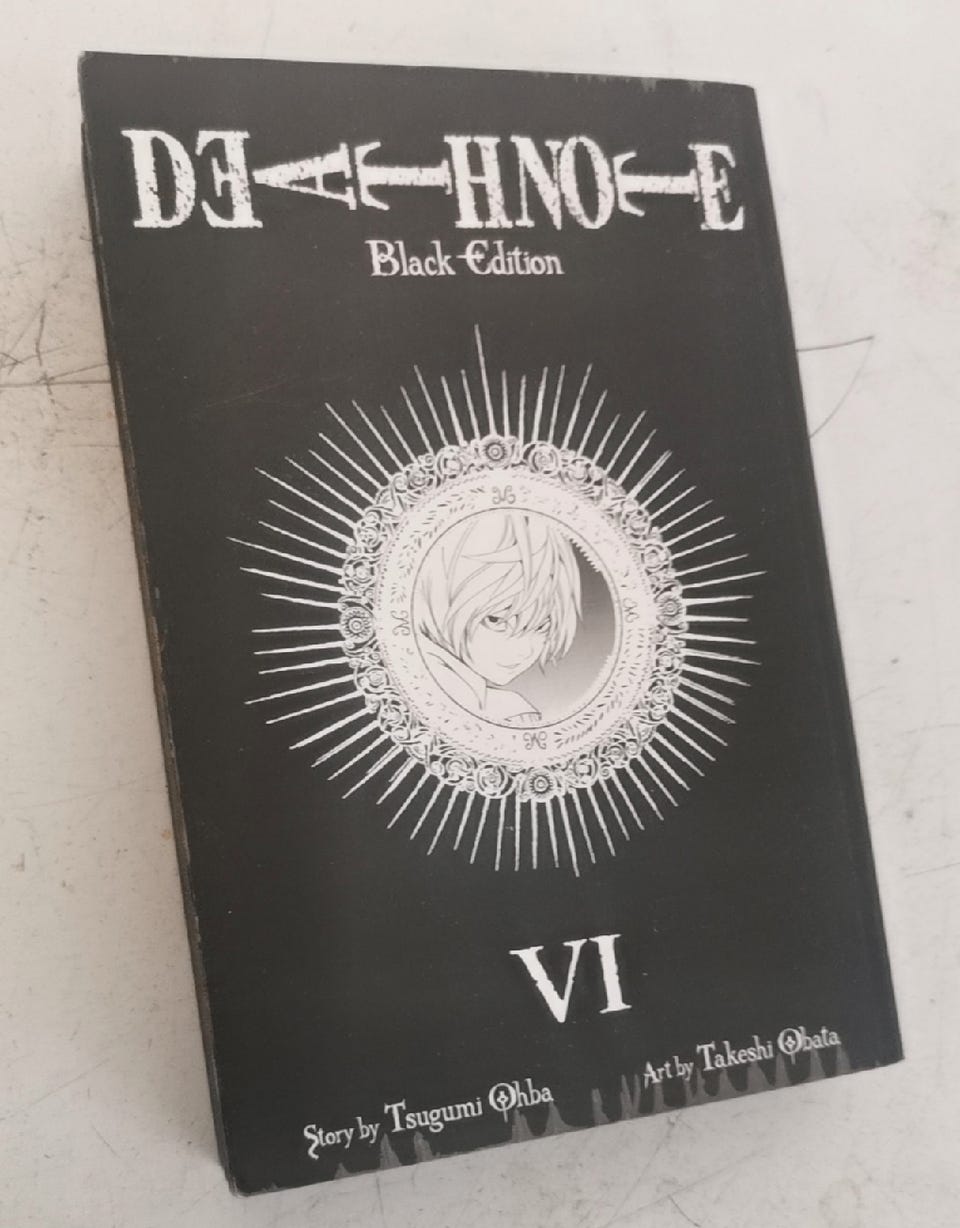 DEATHNOTE
Black Edition
VI
Story by Tsugumi Ohba
Art by Takeshi Obata